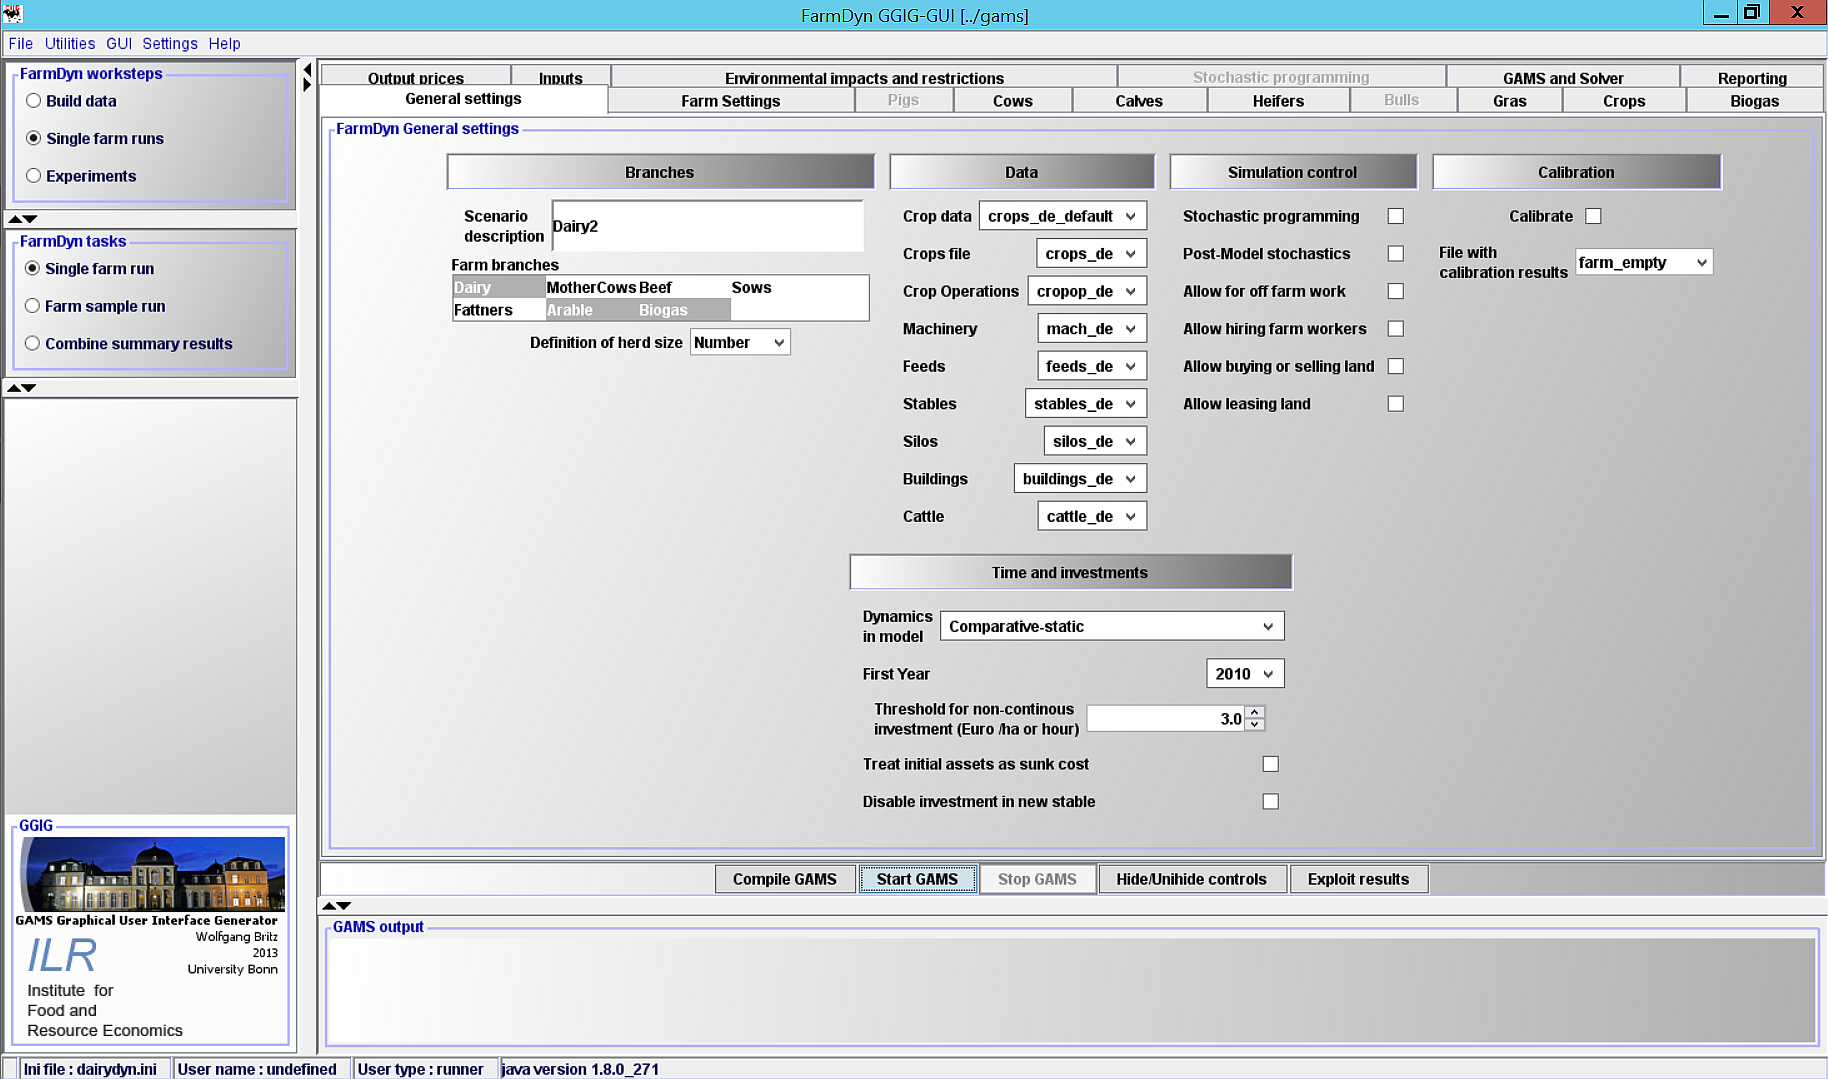 FarmDyn GGIG-GUI [../gams]
X
File Utilities GUI Settings Help
FarmDyn worksteps
Build data
Single farm runs
Experiments
FarmDyn tasks
Single farm run
Farm sample run
Combine summary results
GGIG
GAMS Graphical User Interface Generator
Wolfgang Britz
2013
University Bonn
ILR
Institute for
Food and
Resource Economics
Output prices Inputs Environmental impacts and restrictions Stochastic programming GAMS and Solver Reporting
General settings Farm Settings Pigs Cows Calves Heifers Bulls Gras Crops Biogas
FarmDyn General settings
Branches
Scenario
description
Dairy2
Farm branches
Dairy MotherCows Beef Sows
Fattners Arable Biogas
Definition of herd size Number
Data
Crop data crops_de_default
Crops file crops_de
Crop Operations cropop_de
Machinery mach_de
Feeds feeds_de
Stables stables_de
Silos silos_de
Buildings buildings_de
Cattle cattle_de
Simulation control
Stochastic programming
Post-Model stochastics
Allow for off farm work
Allow hiring farm workers
Allow buying or selling land
Allow leasing land
Calibration
Calibrate
File with
calibration results
farm_empty
Time and investments
Dynamics
in model
Comparative-static
First Year 2010
Threshold for non-continous
investment (Euro /ha or hour)
3.0
Treat initial assets as sunk cost
Disable investment in new stable
Compile GAMS Start GAMS Stop GAMS Hide/Unihide controls Exploit results
GAMS output
Ini file : dairydyn.ini User name : undefined User type : runner java version 1.8.0_271